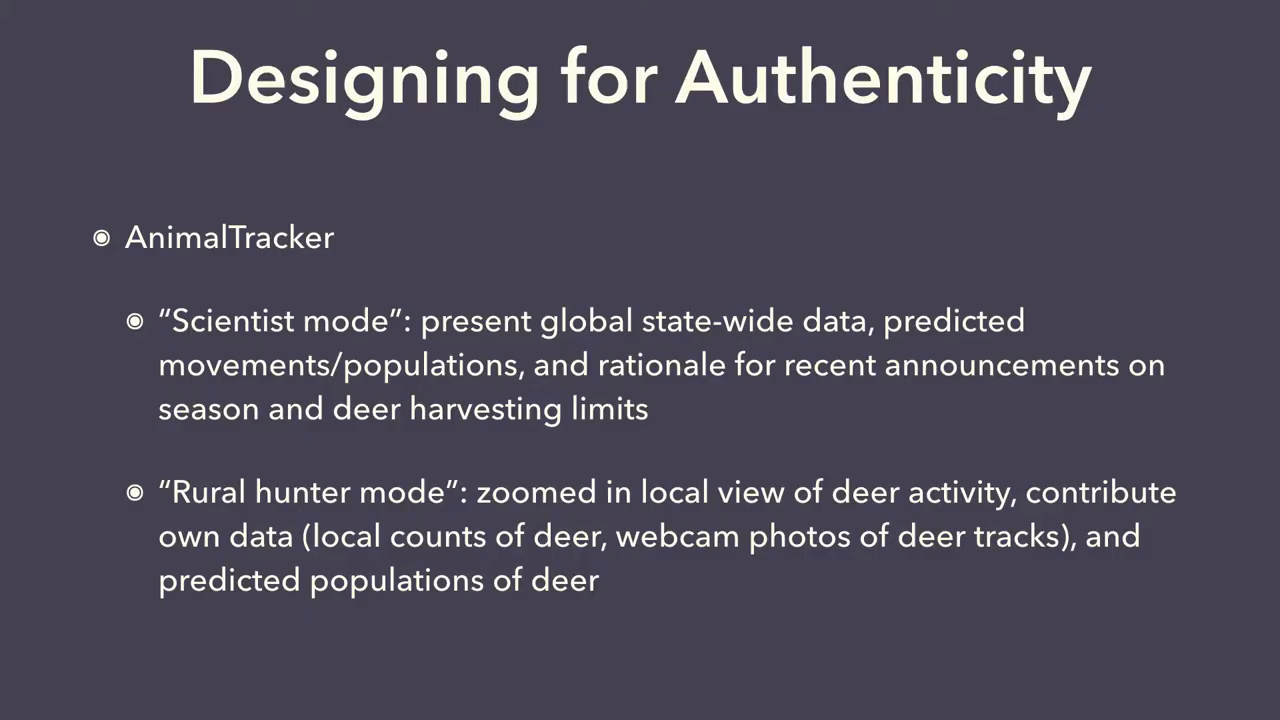 Designing for Authenticity
AnimalTracker
“Scientist mode”: present global state-wide data, predicted
movements/populations, and rationale for recent announcements on
season and deer harvesting limits
“Rural hunter mode”: zoomed in local view of deer activity, contribute
own data (local counts of deer, webcam photos of deer tracks), and
predicted populations of deer